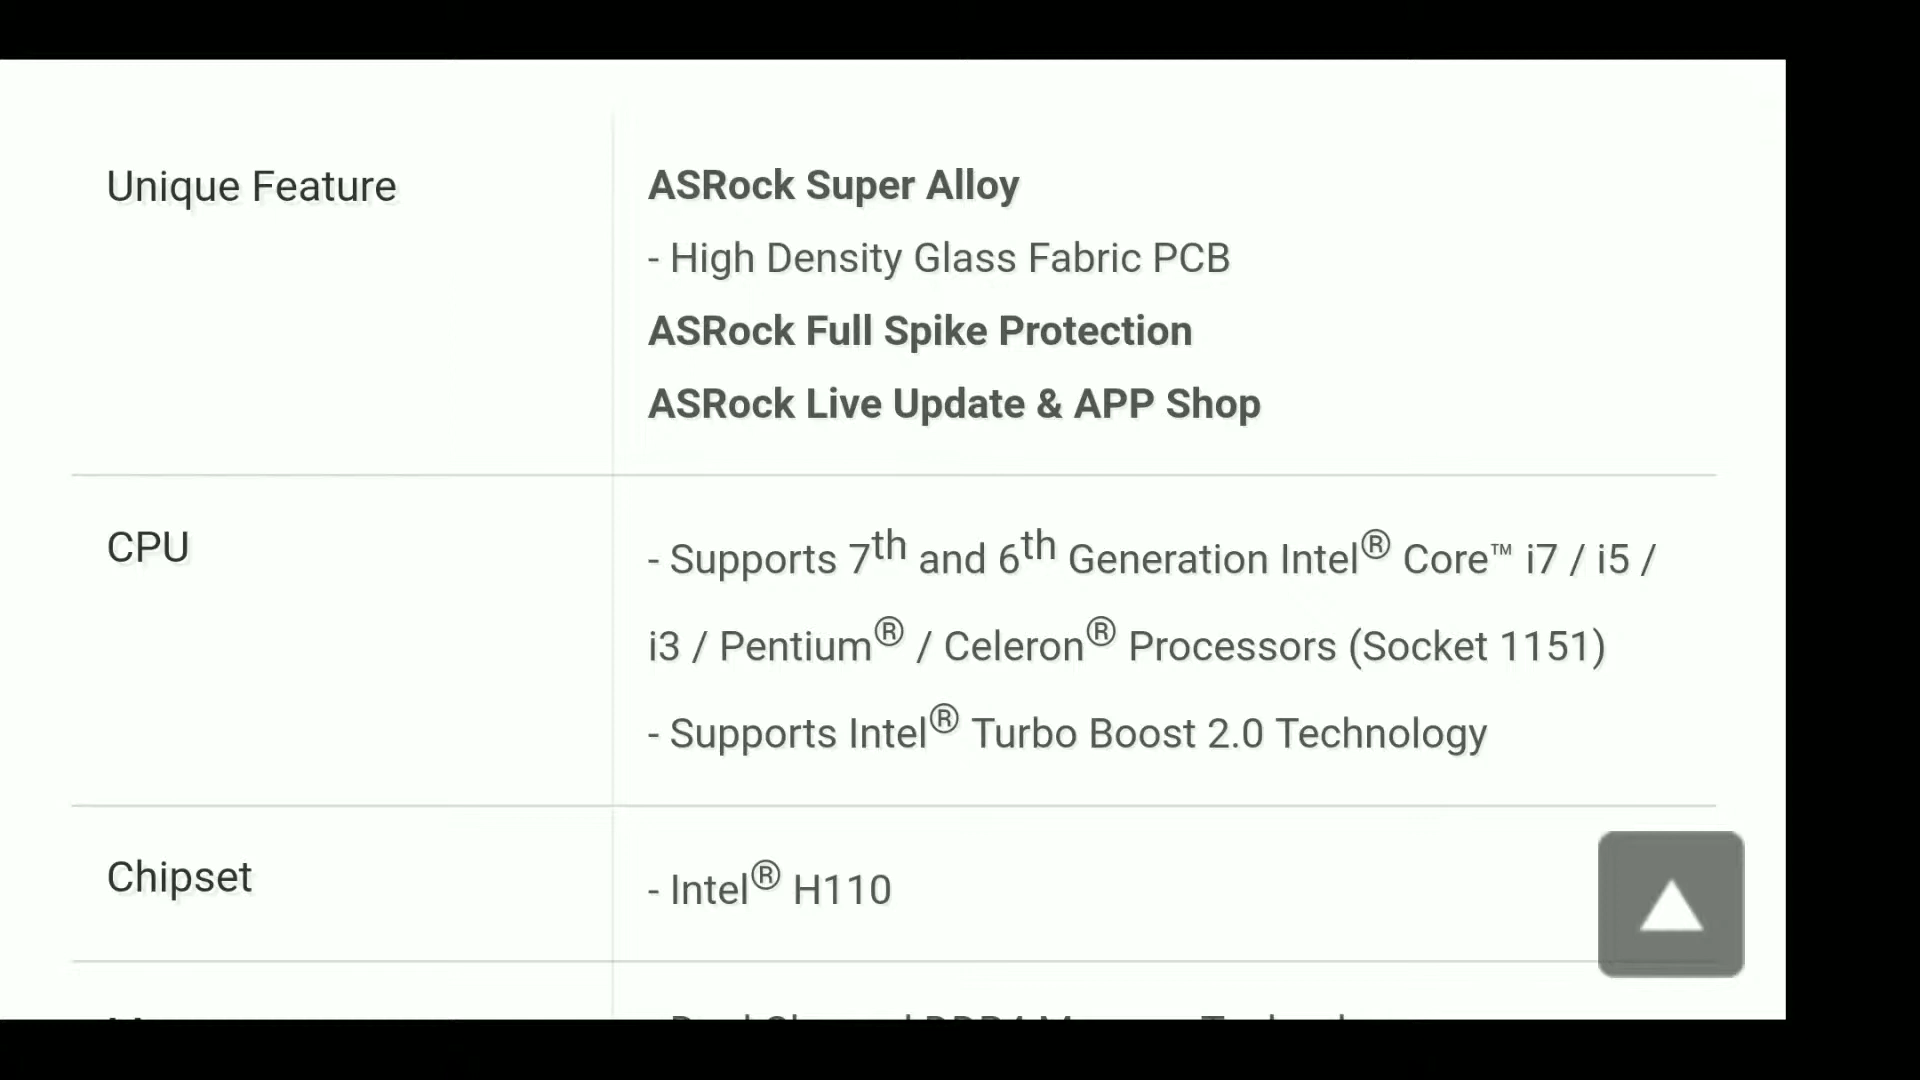 Unique Feature
ASRock Super Alloy
- High Density Glass Fabric PCB
ASRock Full Spike Protection
ASRock Live Update & APP Shop
CPU
- Supports 7th and 6th Generation Intel® Core™ i7 / i5 /
i3 / Pentium® / Celeron® Processors (Socket 1151)
- Supports Intel® Turbo Boost 2.0 Technology
Chipset
- Intel® H110